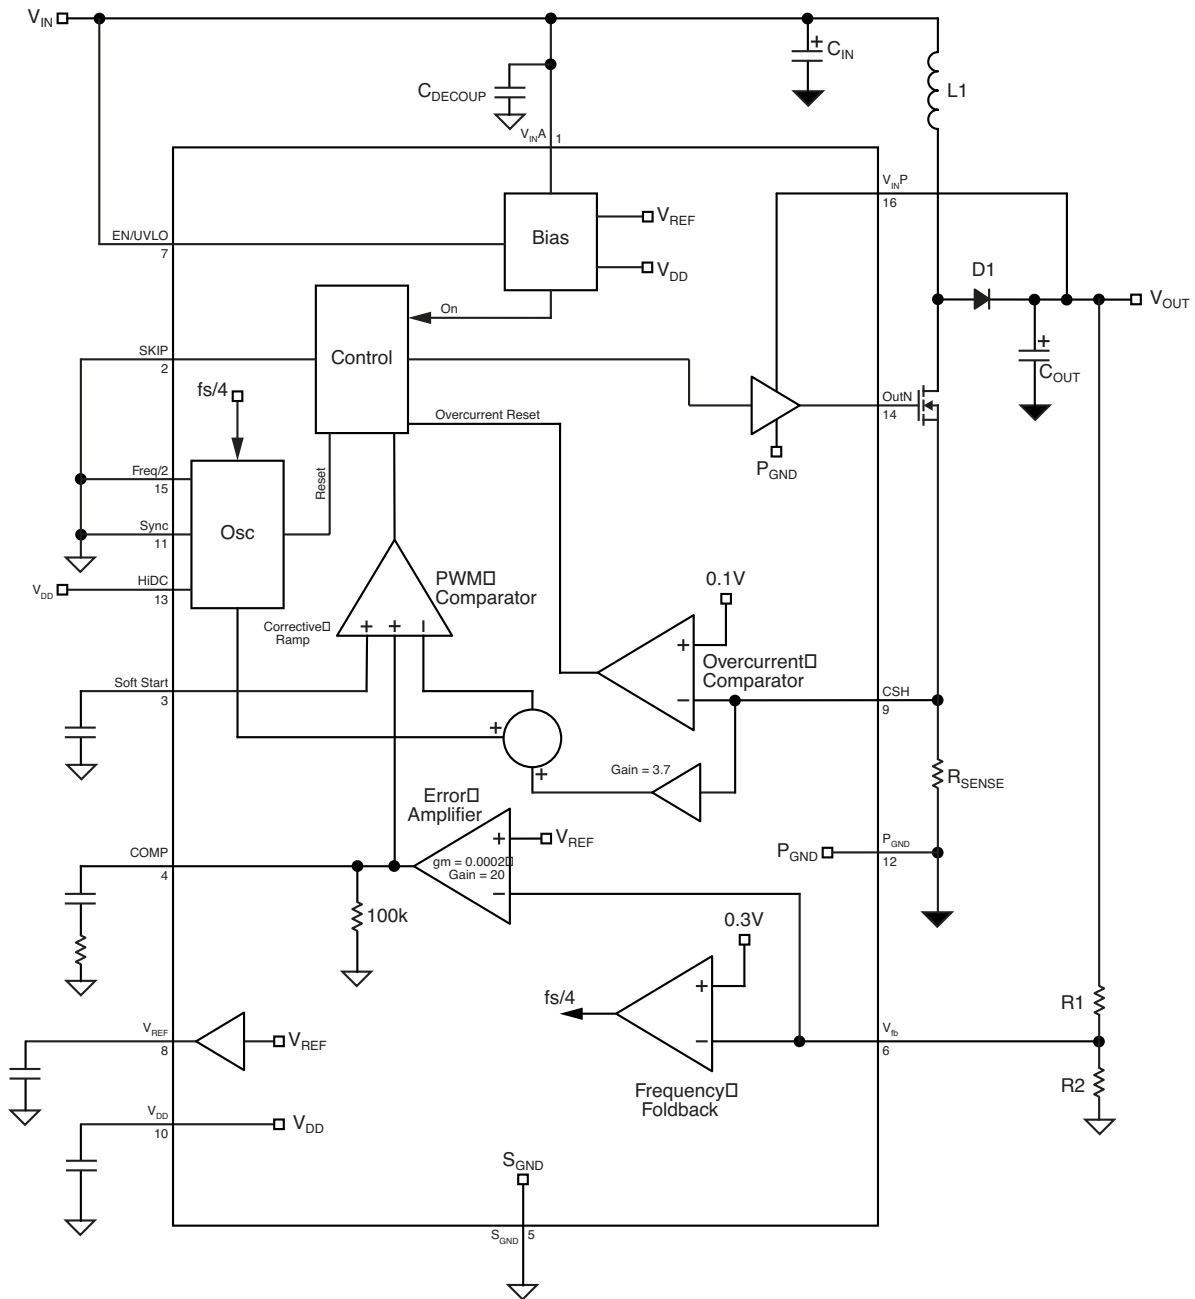 VIN
CIN
L1
CDECOUP
VINA 1
VINP
16
EN/UVLO
7
Bias
VREF
VDD
D1
VOUT
On
SKIP
2
Control
COUT
fs/4
Overcurrent Reset
OutN
14
PGND
Freq/2
15
Reset
Sync
11
Osc
VDD
HiDC
13
PWM□
Comparator
0.1V
Corrective□
Ramp
+ + −
+
Overcurrent□
Comparator
Soft Start
3
−
CSH
9
+
+
Gain = 3.7
RSENSE
Error□
Amplifier
+
VREF
COMP
4
gm = 0.0002□
Gain = 20
−
PGND
PGND
12
100k
0.3V
fs/4
+
R1
VREF
8
VREF
−
Vfb
6
R2
Frequency□
Foldback
VDD
10
VDD
SGND
SGND 5